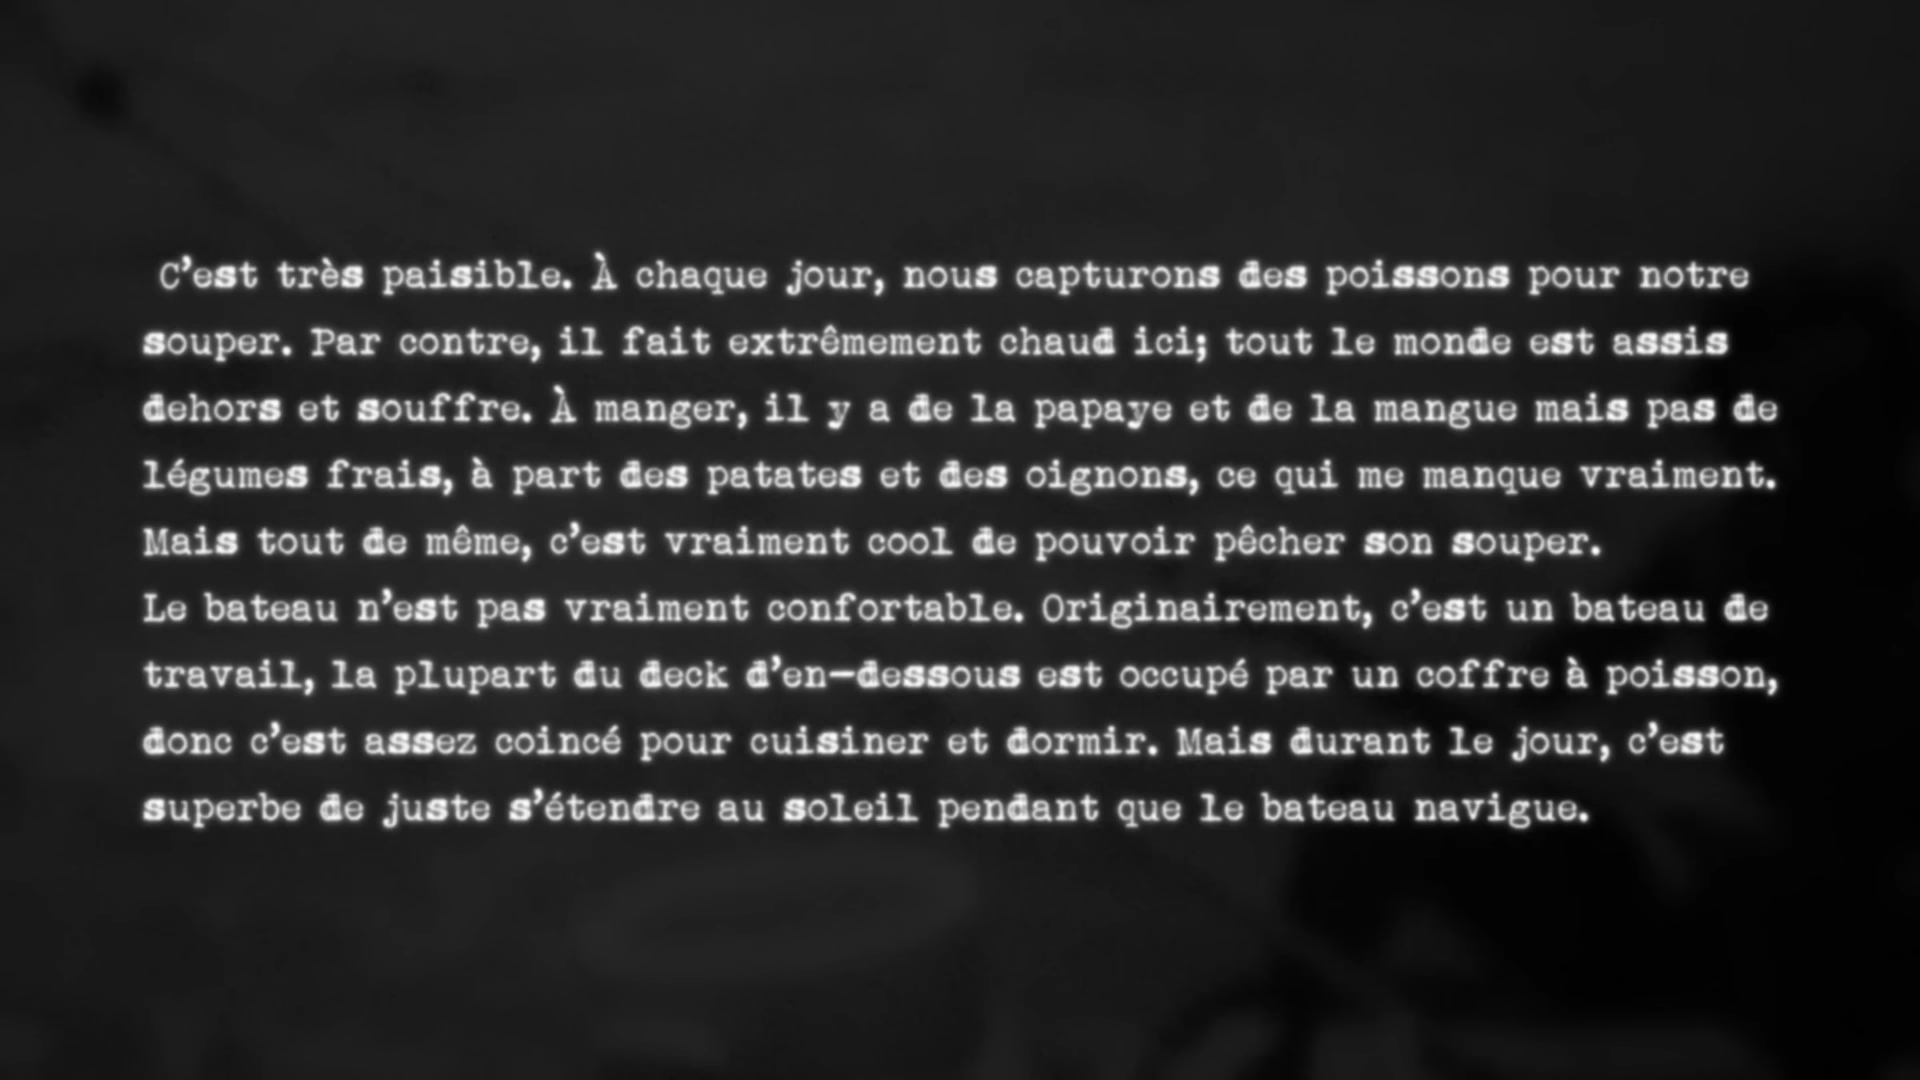 C’est très paisible. À chaque jour, nous capturons des poissons pour notre
souper. Par contre, il fait extrêmement chaud ici; tout le monde est assis
dehors et souffre. À manger, il y a de la papaye et de la mangue mais pas de
légumes frais, à part des patates et des oignons, ce qui me manque vraiment.
Mais tout de même, c’est vraiment cool de pouvoir pêcher son souper.
Le bateau n’est pas vraiment confortable. Originairement, c’est un bateau de
travail, la plupart du deck d’en-dessous est occupé par un coffre à poisson,
donc c’est assez coincé pour cuisiner et dormir. Mais durant le jour, c’est
superbe de juste s’étendre au soleil pendant que le bateau navigue.